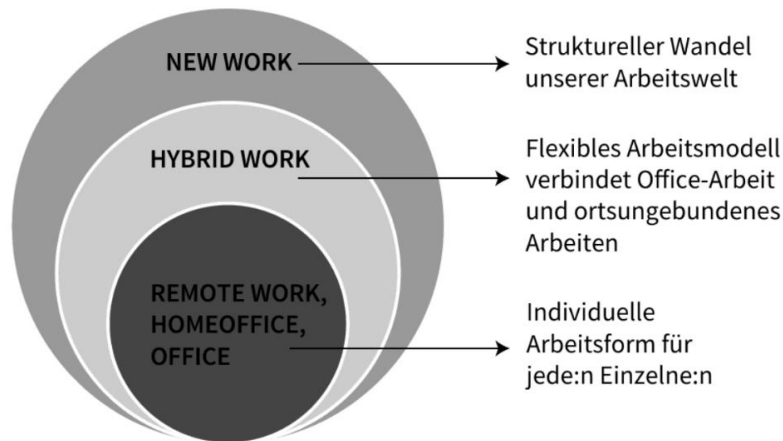 NEW WORK
Struktureller Wandel
unserer Arbeitswelt
HYBRID WORK
Flexibles Arbeitsmodell
verbindet Office-Arbeit
und ortsungebundenes
Arbeiten
REMOTE WORK,
HOMEOFFICE,
OFFICE
Individuelle
Arbeitsform für
jede:n Einzelne:n